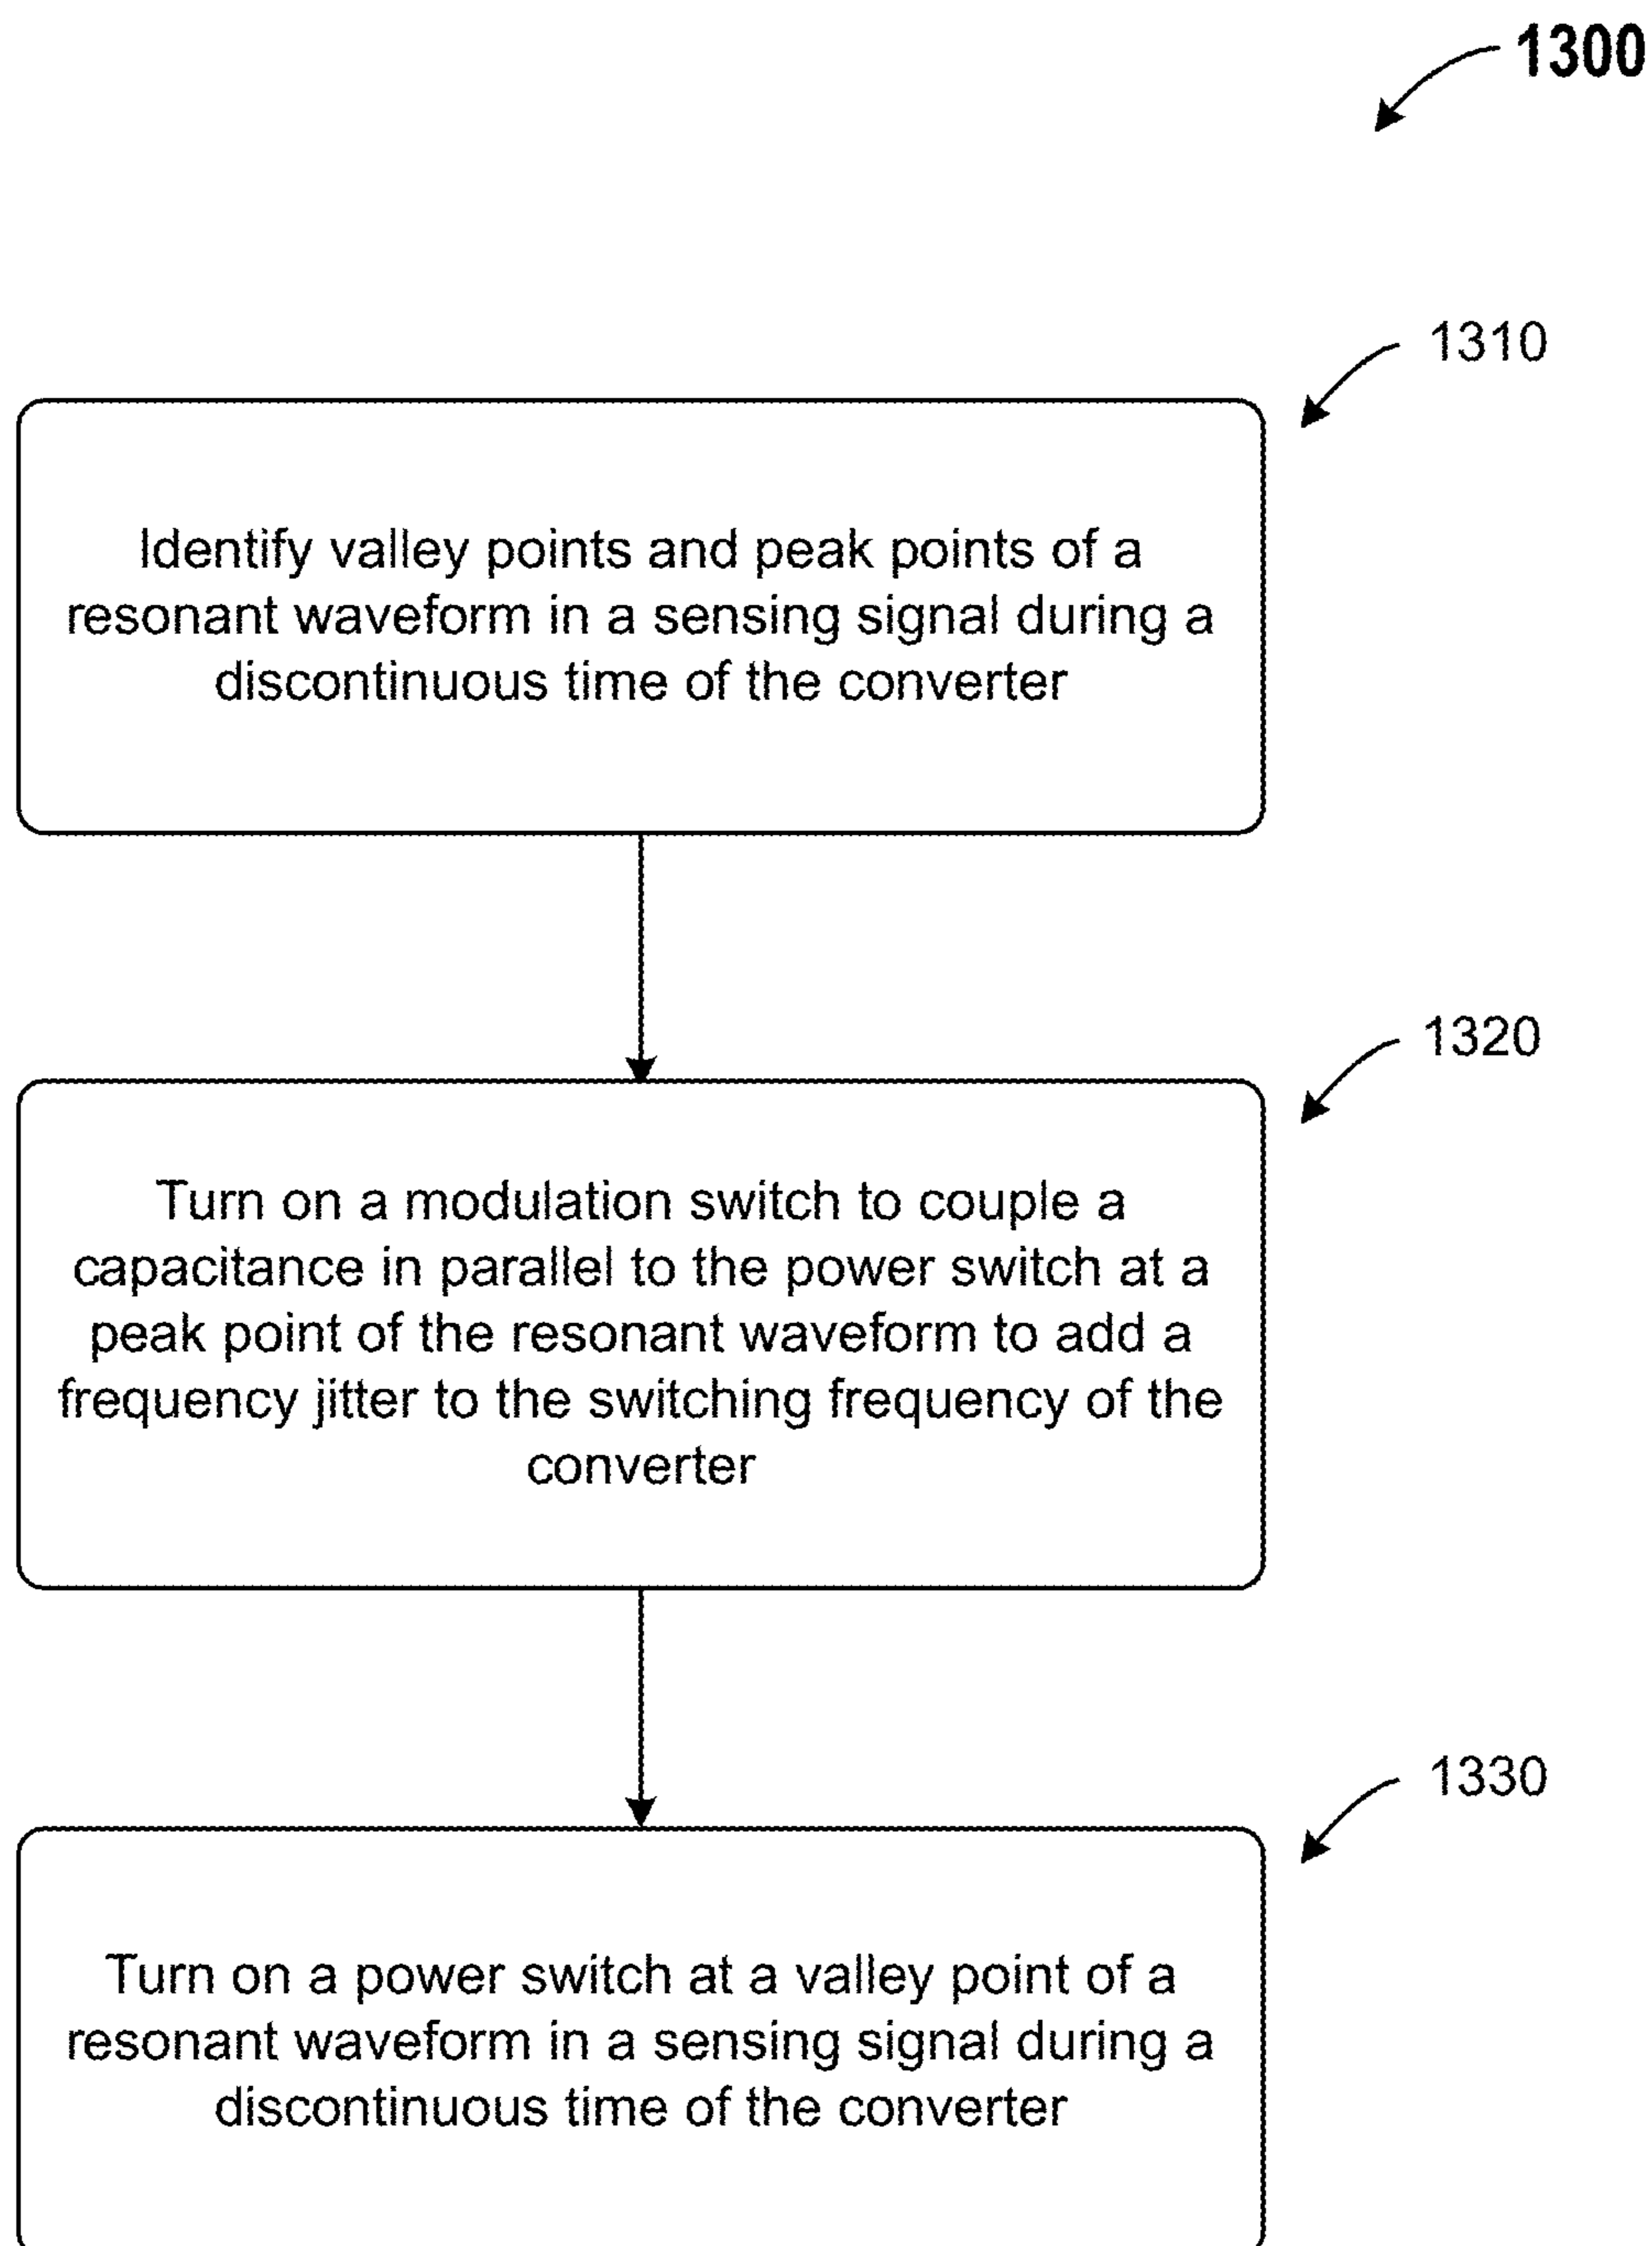 1300
1310
Identify valley points and peak points of a
resonant waveform in a sensing signal during a
discontinuous time of the converter
1320
Turn on a modulation switch to couple a
capacitance in parallel to the power switch at a
peak point of the resonant waveform to add a
frequency jitter to the switching frequency of the
converter
1330
Turn on a power switch at a valley point of a
resonant waveform in a sensing signal during a
discontinuous time of the converter